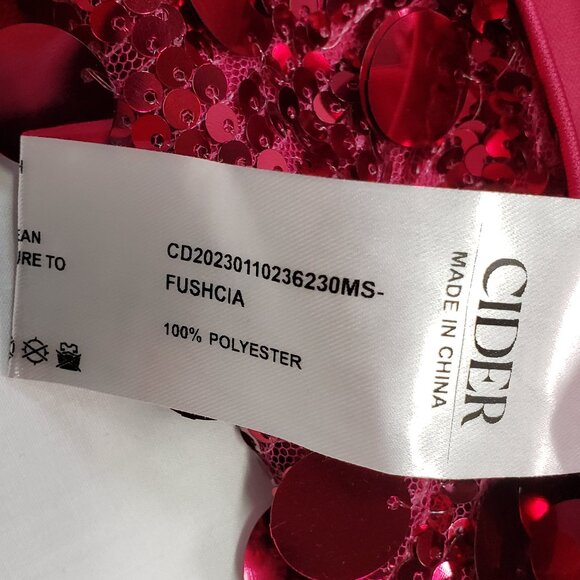 EAN
URE TO
CD20230110236230MS-
FUSHCIA
100% POLYESTER
CIDER
MADE IN CHINA